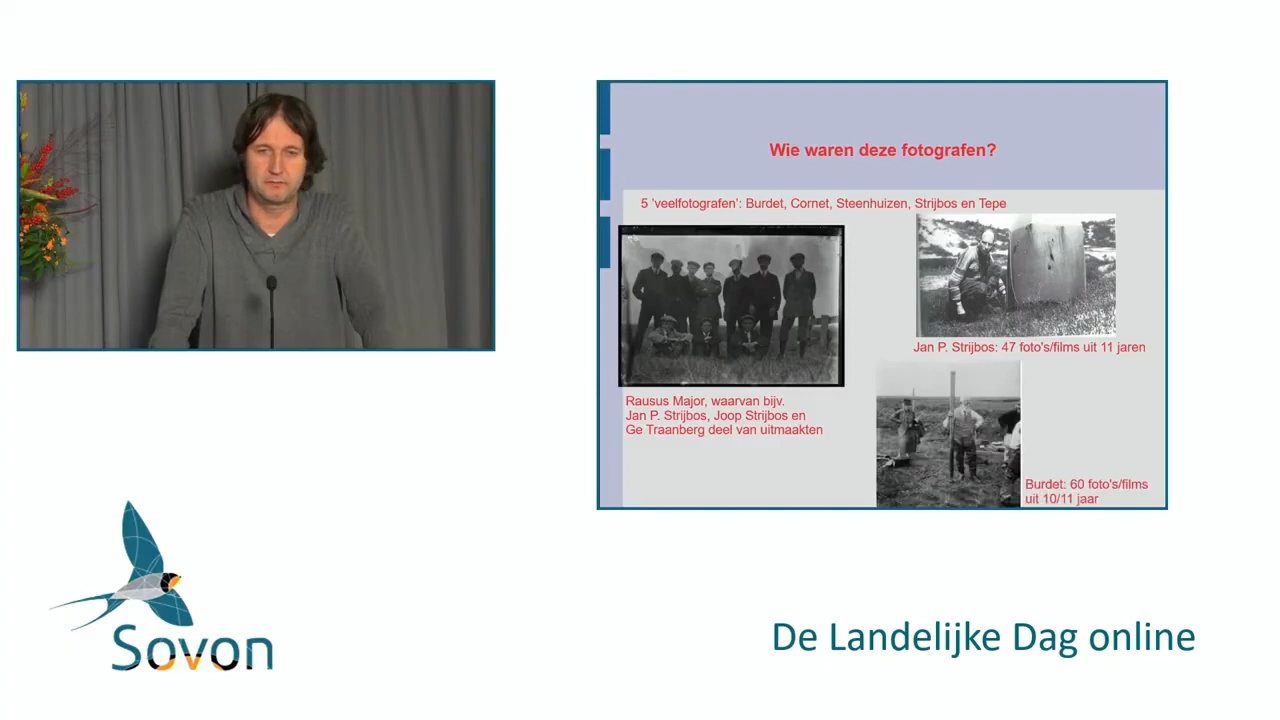 Wie waren deze fotografen?
5 'veelfotografen': Burdet, Cornet, Steenhuizen, Strijbos en Tepe
Jan P. Strijbos: 47 foto's/films uit 11 jaren
Rausus Major, waarvan bijv.
Jan P. Strijbos, Joop Strijbos en
Ge Traanberg deel van uitmaakten
Burdet: 60 foto's/films
uit 10/11 jaar
Sovon
De Landelijke Dag online